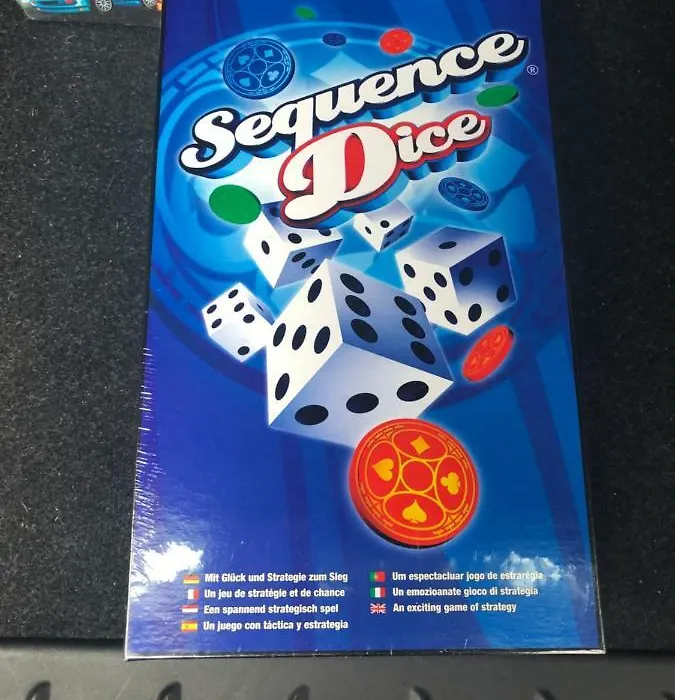 Sequence
®
Dice
Mit Glück und Strategie zum Sieg
Un jeu de stratégie et de chance
Een spannend strategisch spel
Un juego con táctica y estrategia
Um espectacluar jogo de estrarégia
Un emozioanate gioco di strategia
An exciting game of strategy